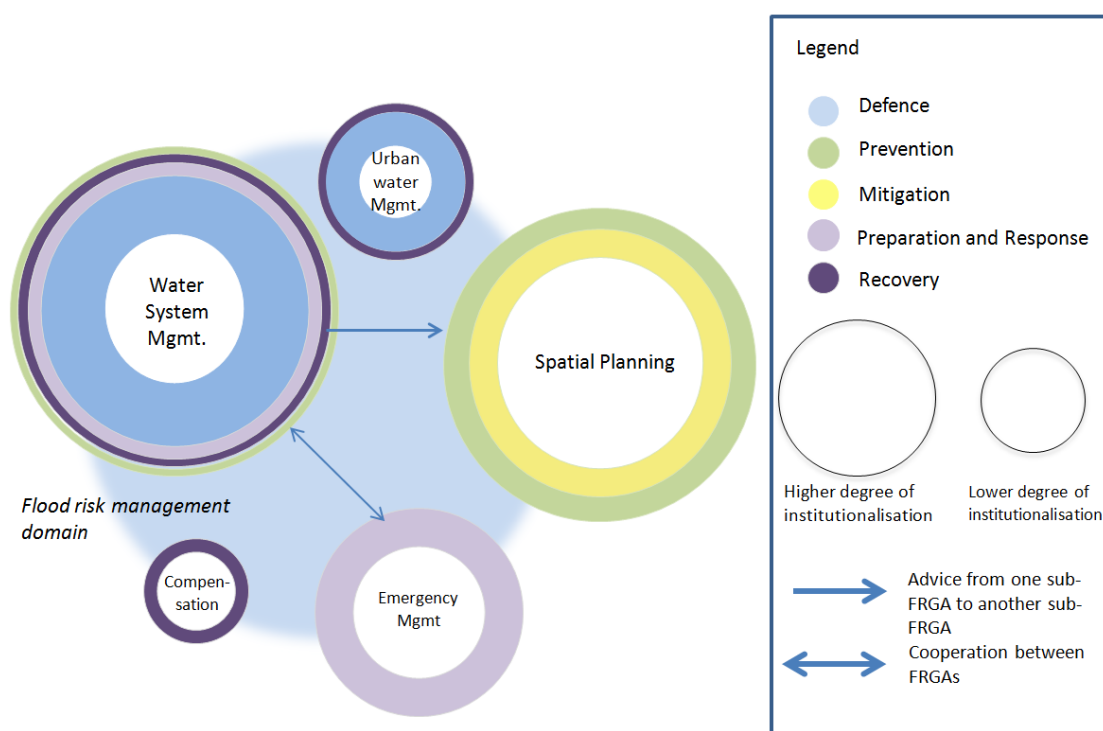 Urban
water
Mgmt.
Water
System
Mgmt.
Spatial Planning
Flood risk management
domain
Compen-
sation
Emergency
Mgmt
Legend
Defence
Prevention
Mitigation
Preparation and Response
Recovery
Higher degree of
institutionalisation
Lower degree of
institutionalisation
Advice from one sub-
FRGA to another sub-
FRGA
Cooperation between
FRGAs